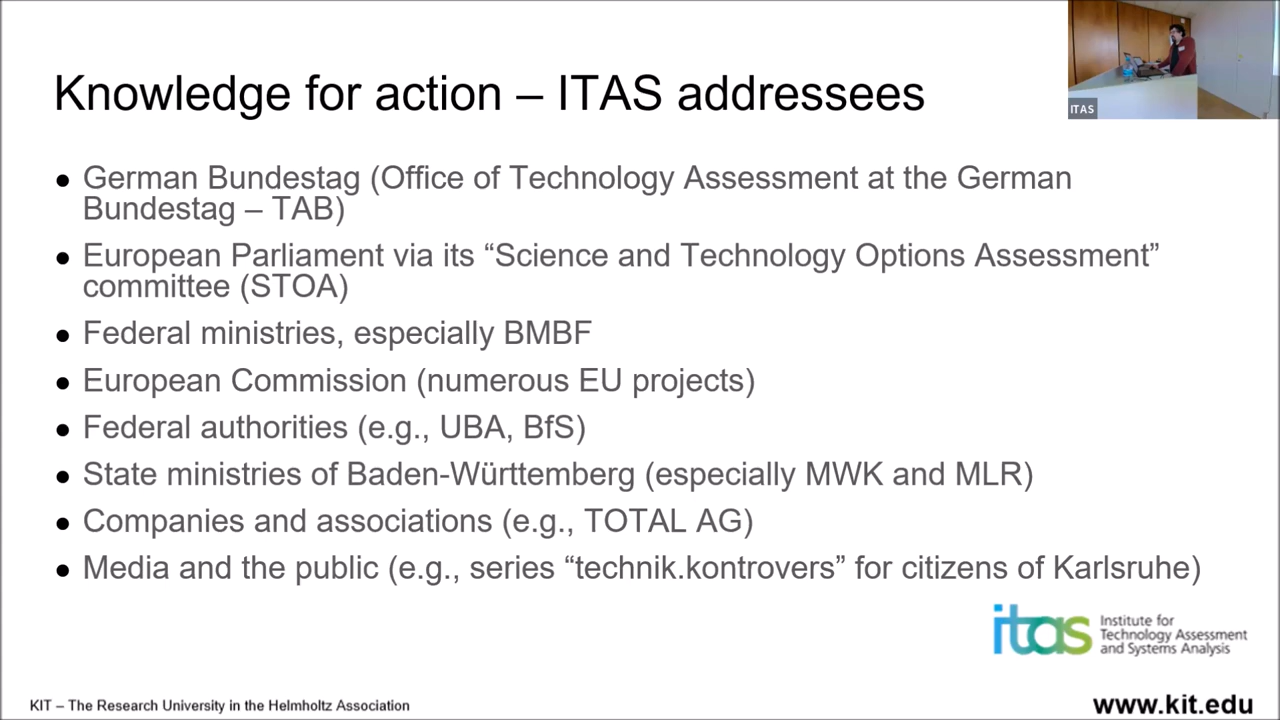 Knowledge for action – ITAS addressees
ITAS
● German Bundestag (Office of Technology Assessment at the German
Bundestag – TAB)
● European Parliament via its “Science and Technology Options Assessment”
committee (STOA)
● Federal ministries, especially BMBF
● European Commission (numerous EU projects)
● Federal authorities (e.g., UBA, BfS)
● State ministries of Baden-Württemberg (especially MWK and MLR)
● Companies and associations (e.g., TOTAL AG)
● Media and the public (e.g., series “technik.kontrovers” for citizens of Karlsruhe)
itas
Institute for
Technology Assessment
and Systems Analysis
KIT – The Research University in the Helmholtz Association
www.kit.edu